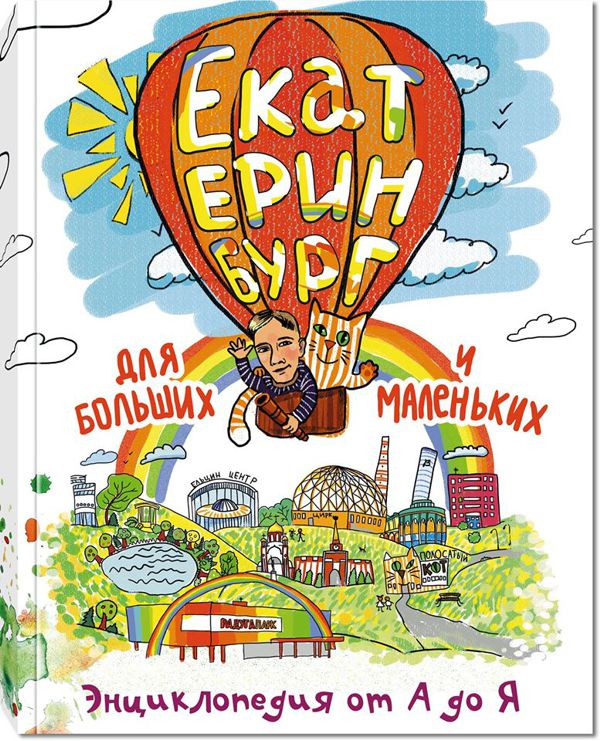 Екат
ерин
бург
для
и
больших
маленьких
Ельцин центр
цирк
полосатый
кот
Радугапарк
Энциклопедия от А до Я